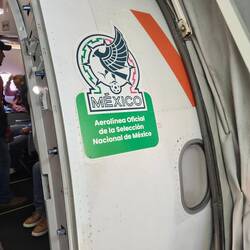 MÉXICO
Aerolínea Oficial
de la Selección
Nacional de México